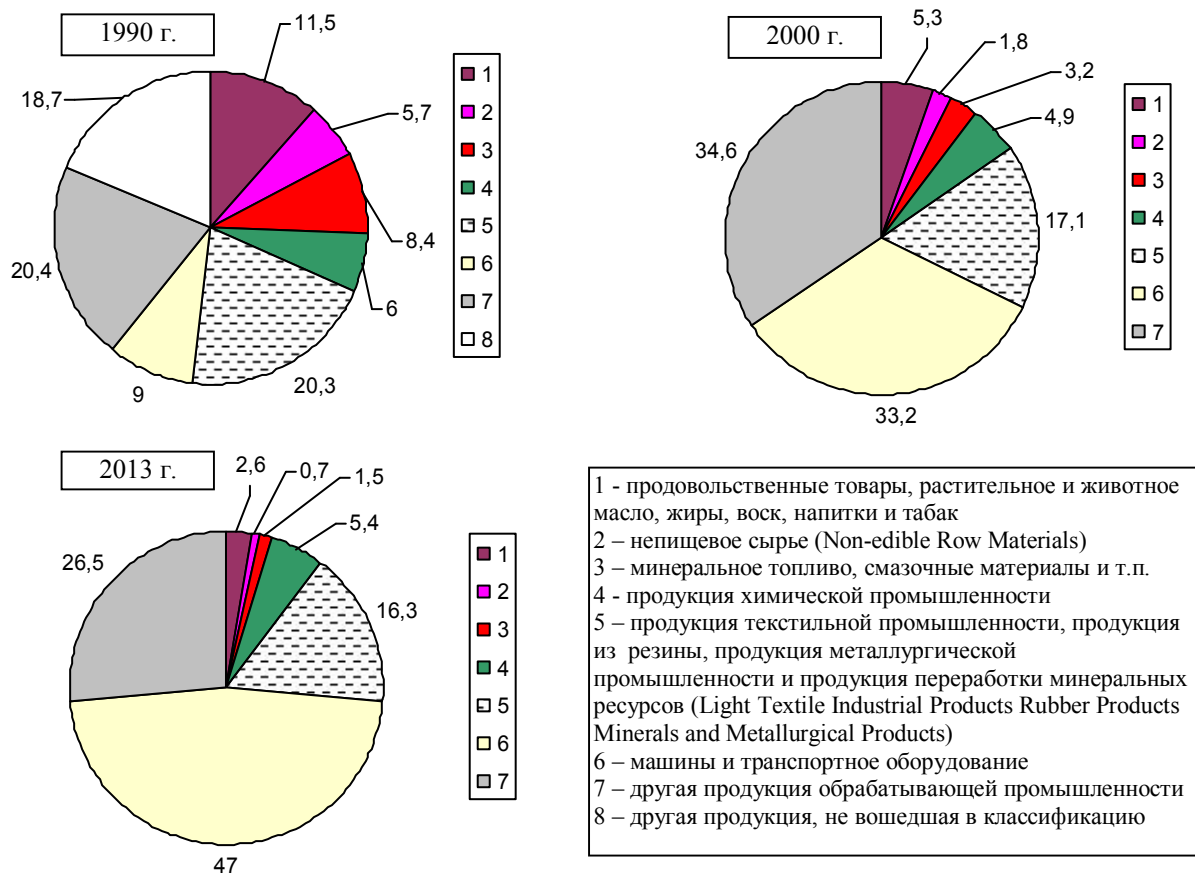 1990 г.
11,5
5,7
8,4
6
20,3
9
20,4
18,7
1
2
3
4
5
6
7
8
2000 г.
5,3
1,8
3,2
4,9
17,1
33,2
34,6
1
2
3
4
5
6
7
2013 г.
2,6
0,7
1,5
5,4
16,3
47
26,5
1
2
3
4
5
6
7
1 - продовольственные товары, растительное и животное
масло, жиры, воск, напитки и табак
2 – непищевое сырье (Non-edible Row Materials)
3 – минеральное топливо, смазочные материалы и т.п.
4 - продукция химической промышленности
5 – продукция текстильной промышленности, продукция
из резины, продукция металлургической
промышленности и продукция переработки минеральных
ресурсов (Light Textile Industrial Products Rubber Products
Minerals and Metallurgical Products)
6 – машины и транспортное оборудование
7 – другая продукция обрабатывающей промышленности
8 – другая продукция, не вошедшая в классификацию